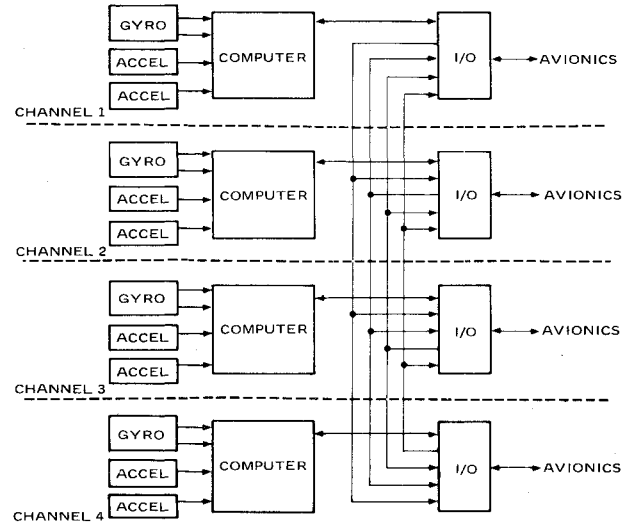 GYRO
ACCEL
ACCEL
COMPUTER
I/O
AVIONICS
CHANNEL 1
GYRO
ACCEL
ACCEL
COMPUTER
I/O
AVIONICS
CHANNEL 2
GYRO
ACCEL
ACCEL
COMPUTER
I/O
AVIONICS
CHANNEL 3
GYRO
ACCEL
ACCEL
COMPUTER
I/O
AVIONICS
CHANNEL 4